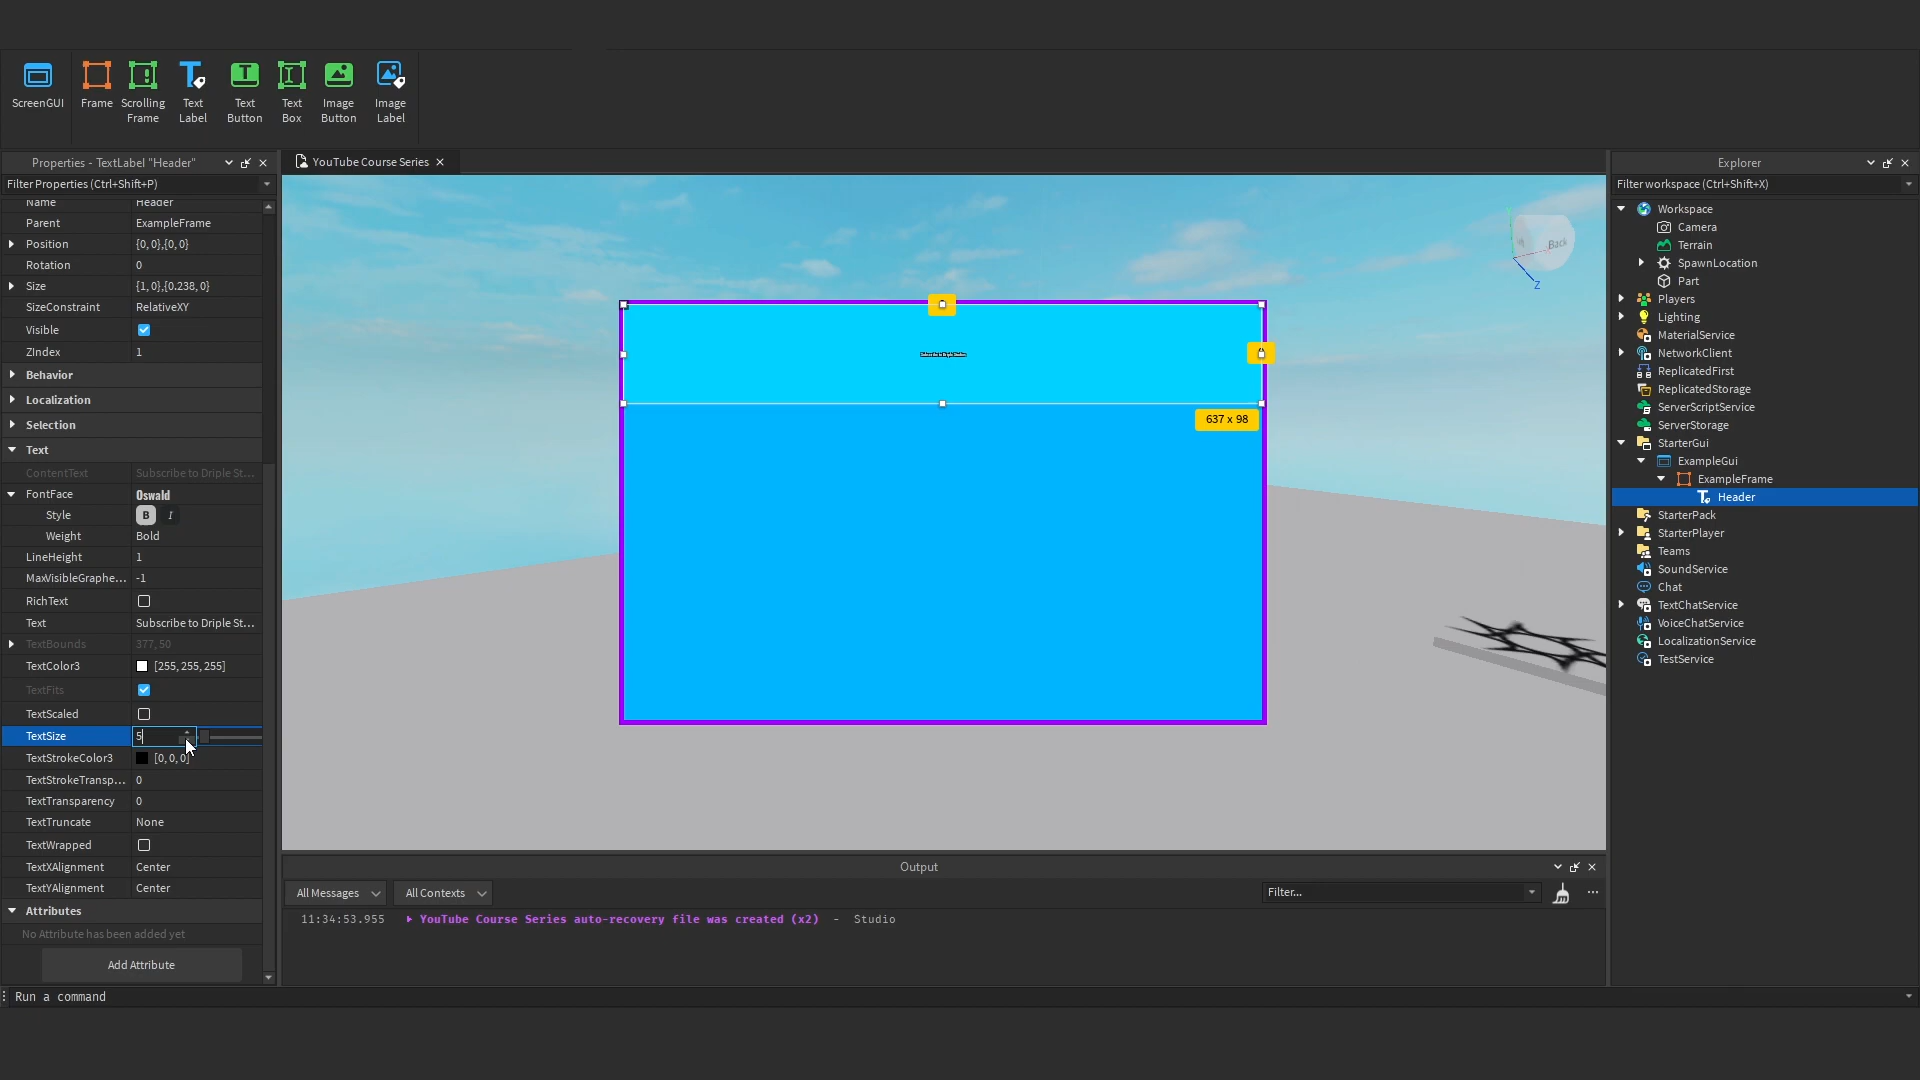 ScreenGUI
Frame
Scrolling
Frame
Text
Label
Text
Button
Text
Box
Image
Button
Image
Label
Properties - TextLabel "Header"
Filter Properties (Ctrl+Shift+P)
Name Header
Parent ExampleFrame
Position {0, 0},{0, 0}
Rotation 0
Size {1, 0},{0.238, 0}
SizeConstraint RelativeXY
Visible
ZIndex 1
Behavior
Localization
Selection
Text
ContentText Subscribe to Driple St...
FontFace Oswald
Style B I
Weight Bold
LineHeight 1
MaxVisibleGraphe... -1
RichText
Text Subscribe to Driple St...
TextBounds 377, 50
TextColor3 [255, 255, 255]
TextFits
TextScaled
TextSize 5
TextStrokeColor3 [0, 0, 0]
TextStrokeTransp... 0
TextTransparency 0
TextTruncate None
TextWrapped
TextXAlignment Center
TextYAlignment Center
Attributes
No Attribute has been added yet
Add Attribute
Run a command
YouTube Course Series
Back
Z
Subscribe to Driple Studios
637 x 98
Output
All Messages
All Contexts
Filter...
11:34:53.955 YouTube Course Series auto-recovery file was created (x2) - Studio
Explorer
Filter workspace (Ctrl+Shift+X)
Workspace
Camera
Terrain
SpawnLocation
Part
Players
Lighting
MaterialService
NetworkClient
ReplicatedFirst
ReplicatedStorage
ServerScriptService
ServerStorage
StarterGui
ExampleGui
ExampleFrame
Header
StarterPack
StarterPlayer
Teams
SoundService
Chat
TextChatService
VoiceChatService
LocalizationService
TestService